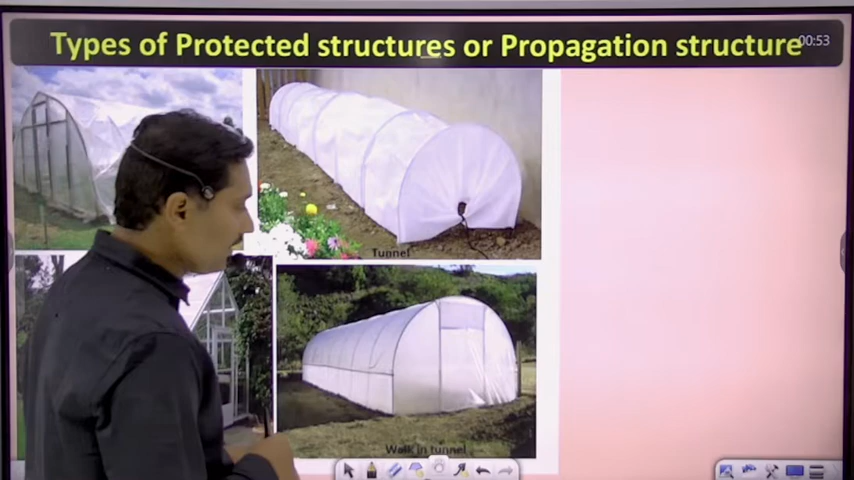 Types of Protected structures or Propagation structure
00:53
Tunnel
Walk in tunnel